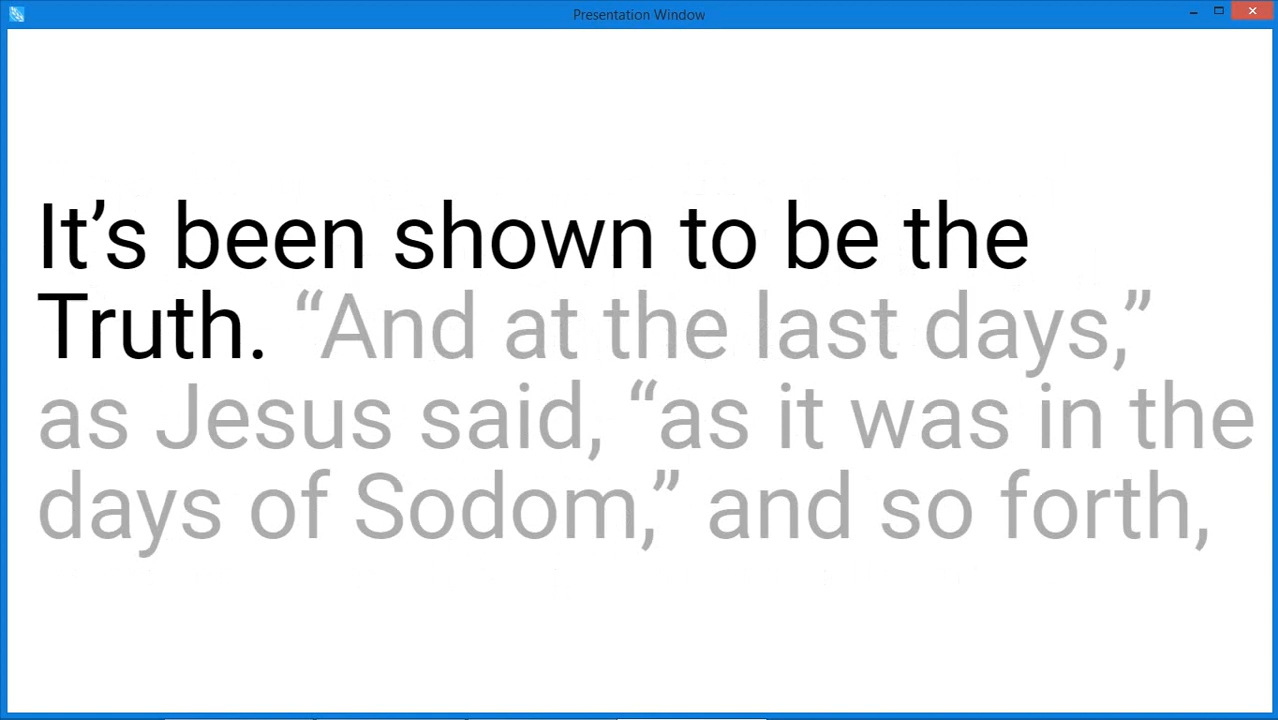 Presentation Window
It’s been shown to be the
Truth. “And at the last days,”
as Jesus said, “as it was in the
days of Sodom,” and so forth,